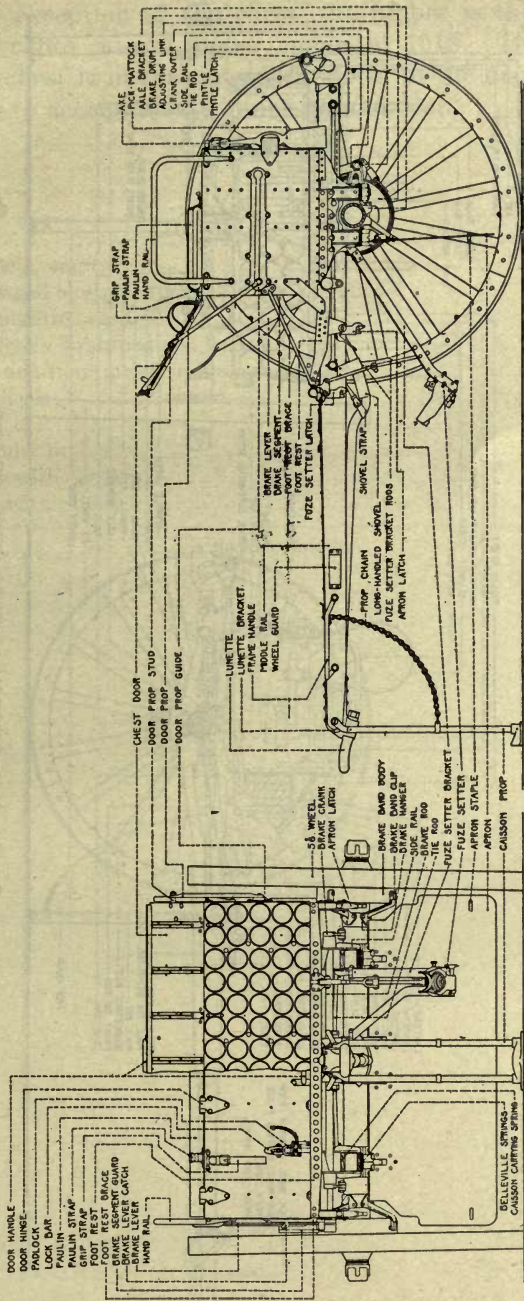 DOOR HANDLE
DOOR HINGE
PADLOCK
LOCK BAR
PAULIN
PAULIN STRAP
GRIP STRAP
FOOT REST
FOOT REST BRACE
BRAKE SEGMENT GUARD
BRAKE LEVER LATCH
BRAKE LEVER
HAND RAIL
CHEST DOOR
DOOR PROP STUD
DOOR PROP
DOOR PROP GUIDE
56 WHEEL
BRAKE CRANK
APRON LATCH
BRAKE BAND BODY
BRAKE BAND CLIP
BRAKE HANGER
SIDE RAIL
BRAKE ROD
TIE ROD
FUZE SETTER BRACKET
FUZE SETTER
APRON STAPLE
APRON
CAISSON PROP
BELLEVILLE SPRINGS
CAISSON CARRYING SPRING
GRIP STRAP
PAULIN STRAP
PAULIN
HAND RAIL
BRAKE LEVER
BRAKE SEGMENT
FOOT REST BRACE
FOOT REST
FUZE SETTER LATCH
LUNETTE
LUNETTE BRACKET
FRAME HANDLE
MIDDLE RAIL
WHEEL GUARD
PROP CHAIN
SHOVEL STRAP
LONG-HANDLED SHOVEL
FUZE SETTER BRACKET RODS
APRON LATCH
AXE
PICK-MATTOCK
AXLE BRACKET
BRAKE DRUM
ADJUSTING LINK
CRANK OUTER
SIDE RAIL
TIE ROD
PINTLE
PINTLE LATCH